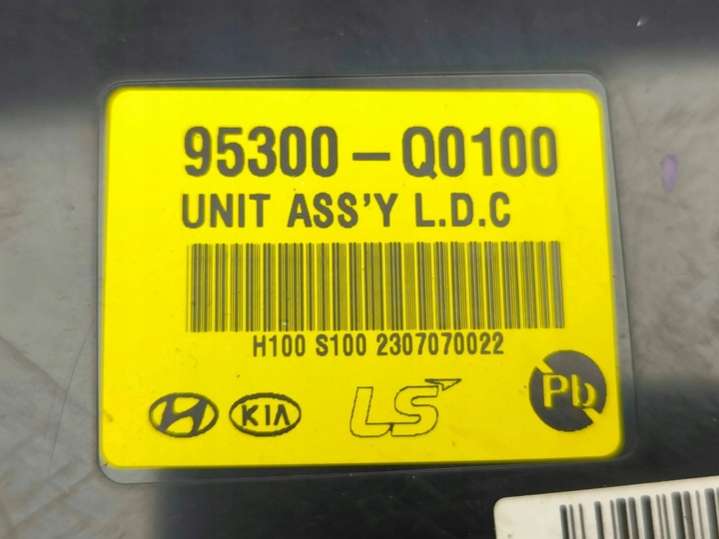 95300-Q0100
UNIT ASS'Y L.D.C
H100 S100 2307070022
KIA LS Pb